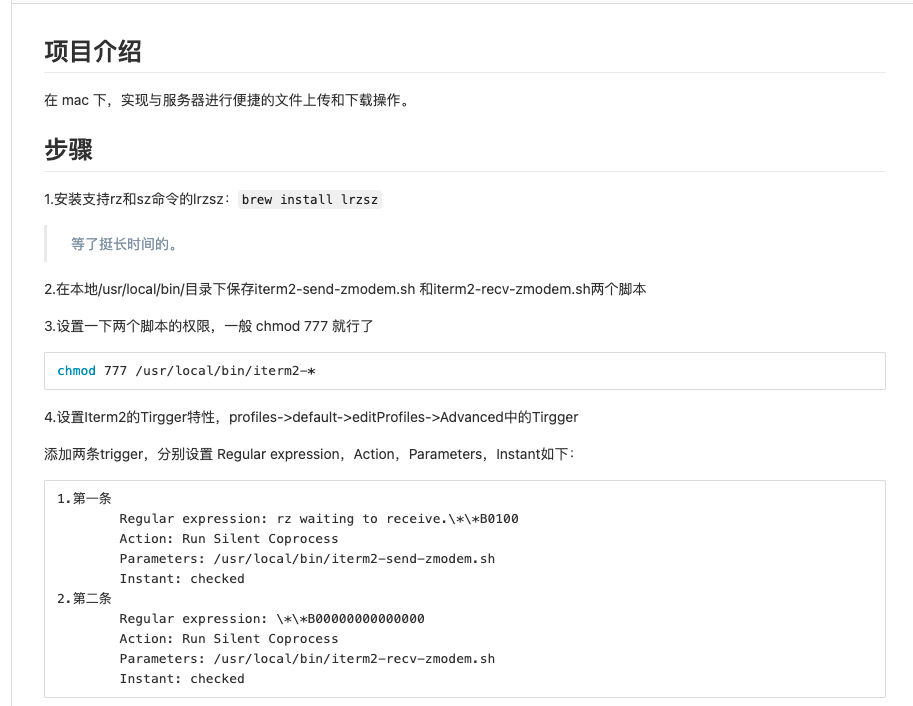 项目介绍
在 mac 下，实现与服务器进行便捷的文件上传和下载操作。
步骤
1.安装支持rz和sz命令的lrzsz：brew install lrzsz
等了挺长时间的。
2.在本地/usr/local/bin/目录下保存iterm2-send-zmodem.sh 和iterm2-recv-zmodem.sh两个脚本
3.设置一下两个脚本的权限，一般 chmod 777 就行了
chmod 777 /usr/local/bin/iterm2-*
4.设置Iterm2的Tirgger特性，profiles->default->editProfiles->Advanced中的Tirgger
添加两条trigger，分别设置 Regular expression，Action，Parameters，Instant如下：
1.第一条
Regular expression: rz waiting to receive.\*\*B0100
Action: Run Silent Coprocess
Parameters: /usr/local/bin/iterm2-send-zmodem.sh
Instant: checked
2.第二条
Regular expression: \*\*B00000000000000
Action: Run Silent Coprocess
Parameters: /usr/local/bin/iterm2-recv-zmodem.sh
Instant: checked